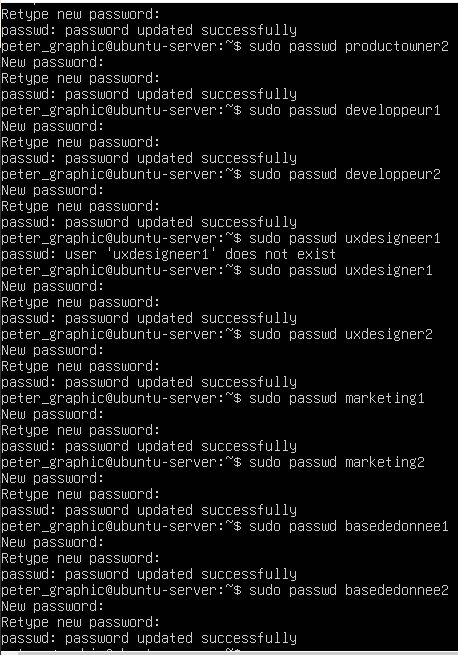 Retype new password:
passwd: password updated successfully
peter_graphic@ubuntu-server:~$ sudo passwd productowner2
New password:
Retype new password:
passwd: password updated successfully
peter_graphic@ubuntu-server:~$ sudo passwd developpeur1
New password:
Retype new password:
passwd: password updated successfully
peter_graphic@ubuntu-server:~$ sudo passwd developpeur2
New password:
Retype new password:
passwd: password updated successfully
peter_graphic@ubuntu-server:~$ sudo passwd uxdesigneer1
passwd: user 'uxdesigneer1' does not exist
peter_graphic@ubuntu-server:~$ sudo passwd uxdesigner1
New password:
Retype new password:
passwd: password updated successfully
peter_graphic@ubuntu-server:~$ sudo passwd uxdesigner2
New password:
Retype new password:
passwd: password updated successfully
peter_graphic@ubuntu-server:~$ sudo passwd marketing1
New password:
Retype new password:
passwd: password updated successfully
peter_graphic@ubuntu-server:~$ sudo passwd marketing2
New password:
Retype new password:
passwd: password updated successfully
peter_graphic@ubuntu-server:~$ sudo passwd basededonnee1
New password:
Retype new password:
passwd: password updated successfully
peter_graphic@ubuntu-server:~$ sudo passwd basededonnee2
New password:
Retype new password:
passwd: password updated successfully